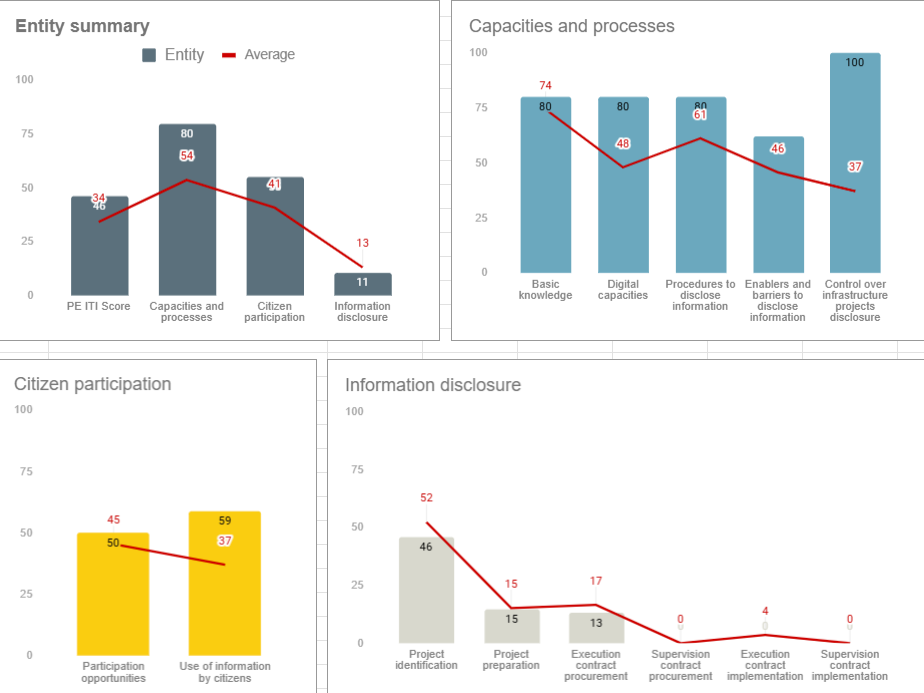 Entity summary
Entity Average
100
75
50
25
0
34
46
80
54
41
13
11
PE ITI Score
Capacities and
processes
Citizen
participation
Information
disclosure
Capacities and processes
100
75
50
25
0
74
80
80
48
80
61
46
100
37
Basic
knowledge
Digital
capacities
Procedures to
disclose
information
Enablers and
barriers to
disclose
information
Control over
infrastructure
projects
disclosure
Citizen participation
100
75
50
25
0
45
50
59
37
Participation
opportunities
Use of information
by citizens
Information disclosure
100
75
50
25
0
52
46
15
15
17
13
0
0
4
0
0
0
Project
identification
Project
preparation
Execution
contract
procurement
Supervision
contract
procurement
Execution
contract
implementation
Supervision
contract
implementation